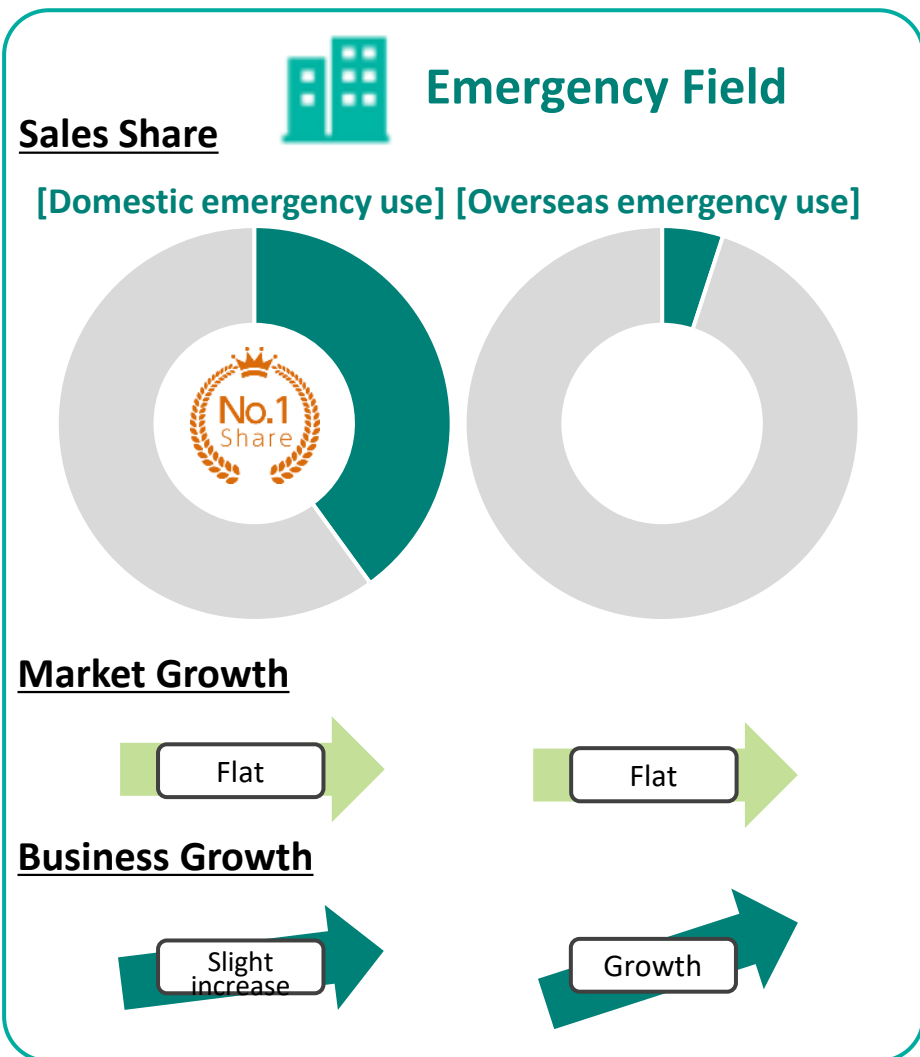 Emergency Field
Sales Share
[Domestic emergency use] [Overseas emergency use]
No.1
Share
Market Growth
Flat
Flat
Business Growth
Slight
increase
Growth